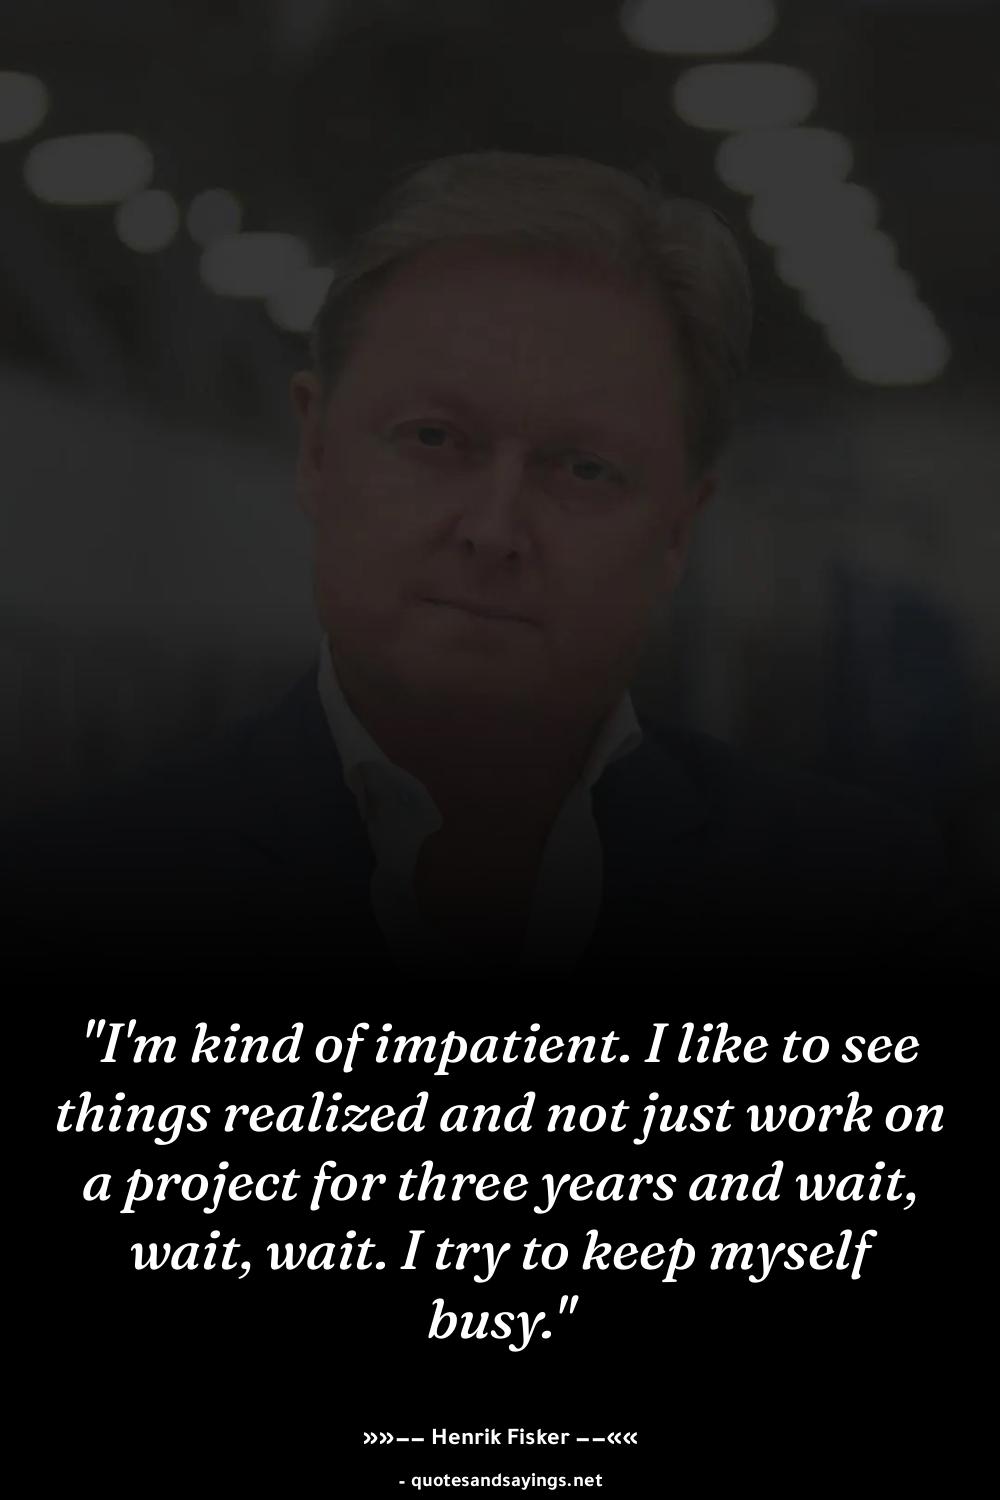 "I'm kind of impatient. I like to see
things realized and not just work on
a project for three years and wait,
wait, wait. I try to keep myself
busy."
»»−− Henrik Fisker −−««
- quotesandsayings.net